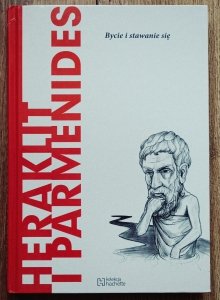 Bycie i stawanie się
HERAKLIT
I PARMENIDES
kolekcja
hachette